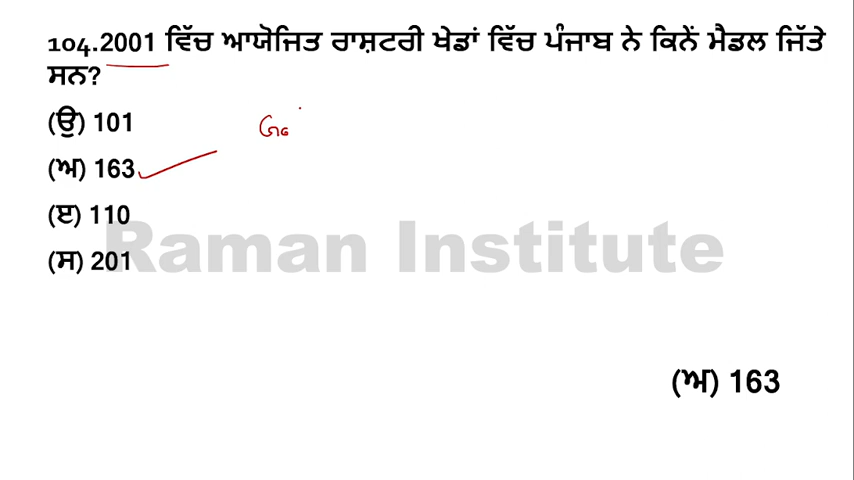 104.2001 ਵਿੱਚ ਆਯੋਜਿਤ ਰਾਸ਼ਟਰੀ ਖੇਡਾਂ ਵਿੱਚ ਪੰਜਾਬ ਨੇ ਕਿਨੇਂ ਮੈਡਲ ਜਿੱਤੇ
ਸਨ?
(ਉ) 101
(ਅ) 163
(ੲ) 110
(ਸ) 201
Raman Institute
(ਅ) 163